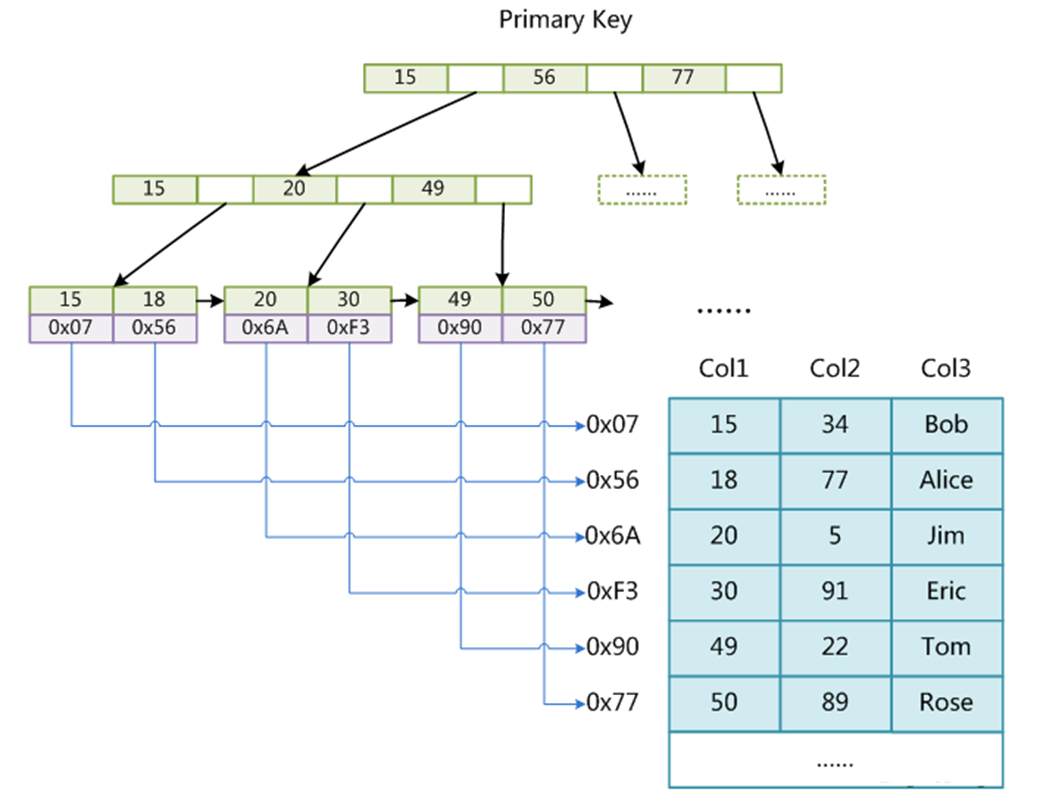 Primary Key
15 56 77
15 20 49 ...... ......
15 18 20 30 49 50
0x07 0x56 0x6A 0xF3 0x90 0x77
......
Col1 Col2 Col3
0x07 15 34 Bob
0x56 18 77 Alice
0x6A 20 5 Jim
0xF3 30 91 Eric
0x90 49 22 Tom
0x77 50 89 Rose
......